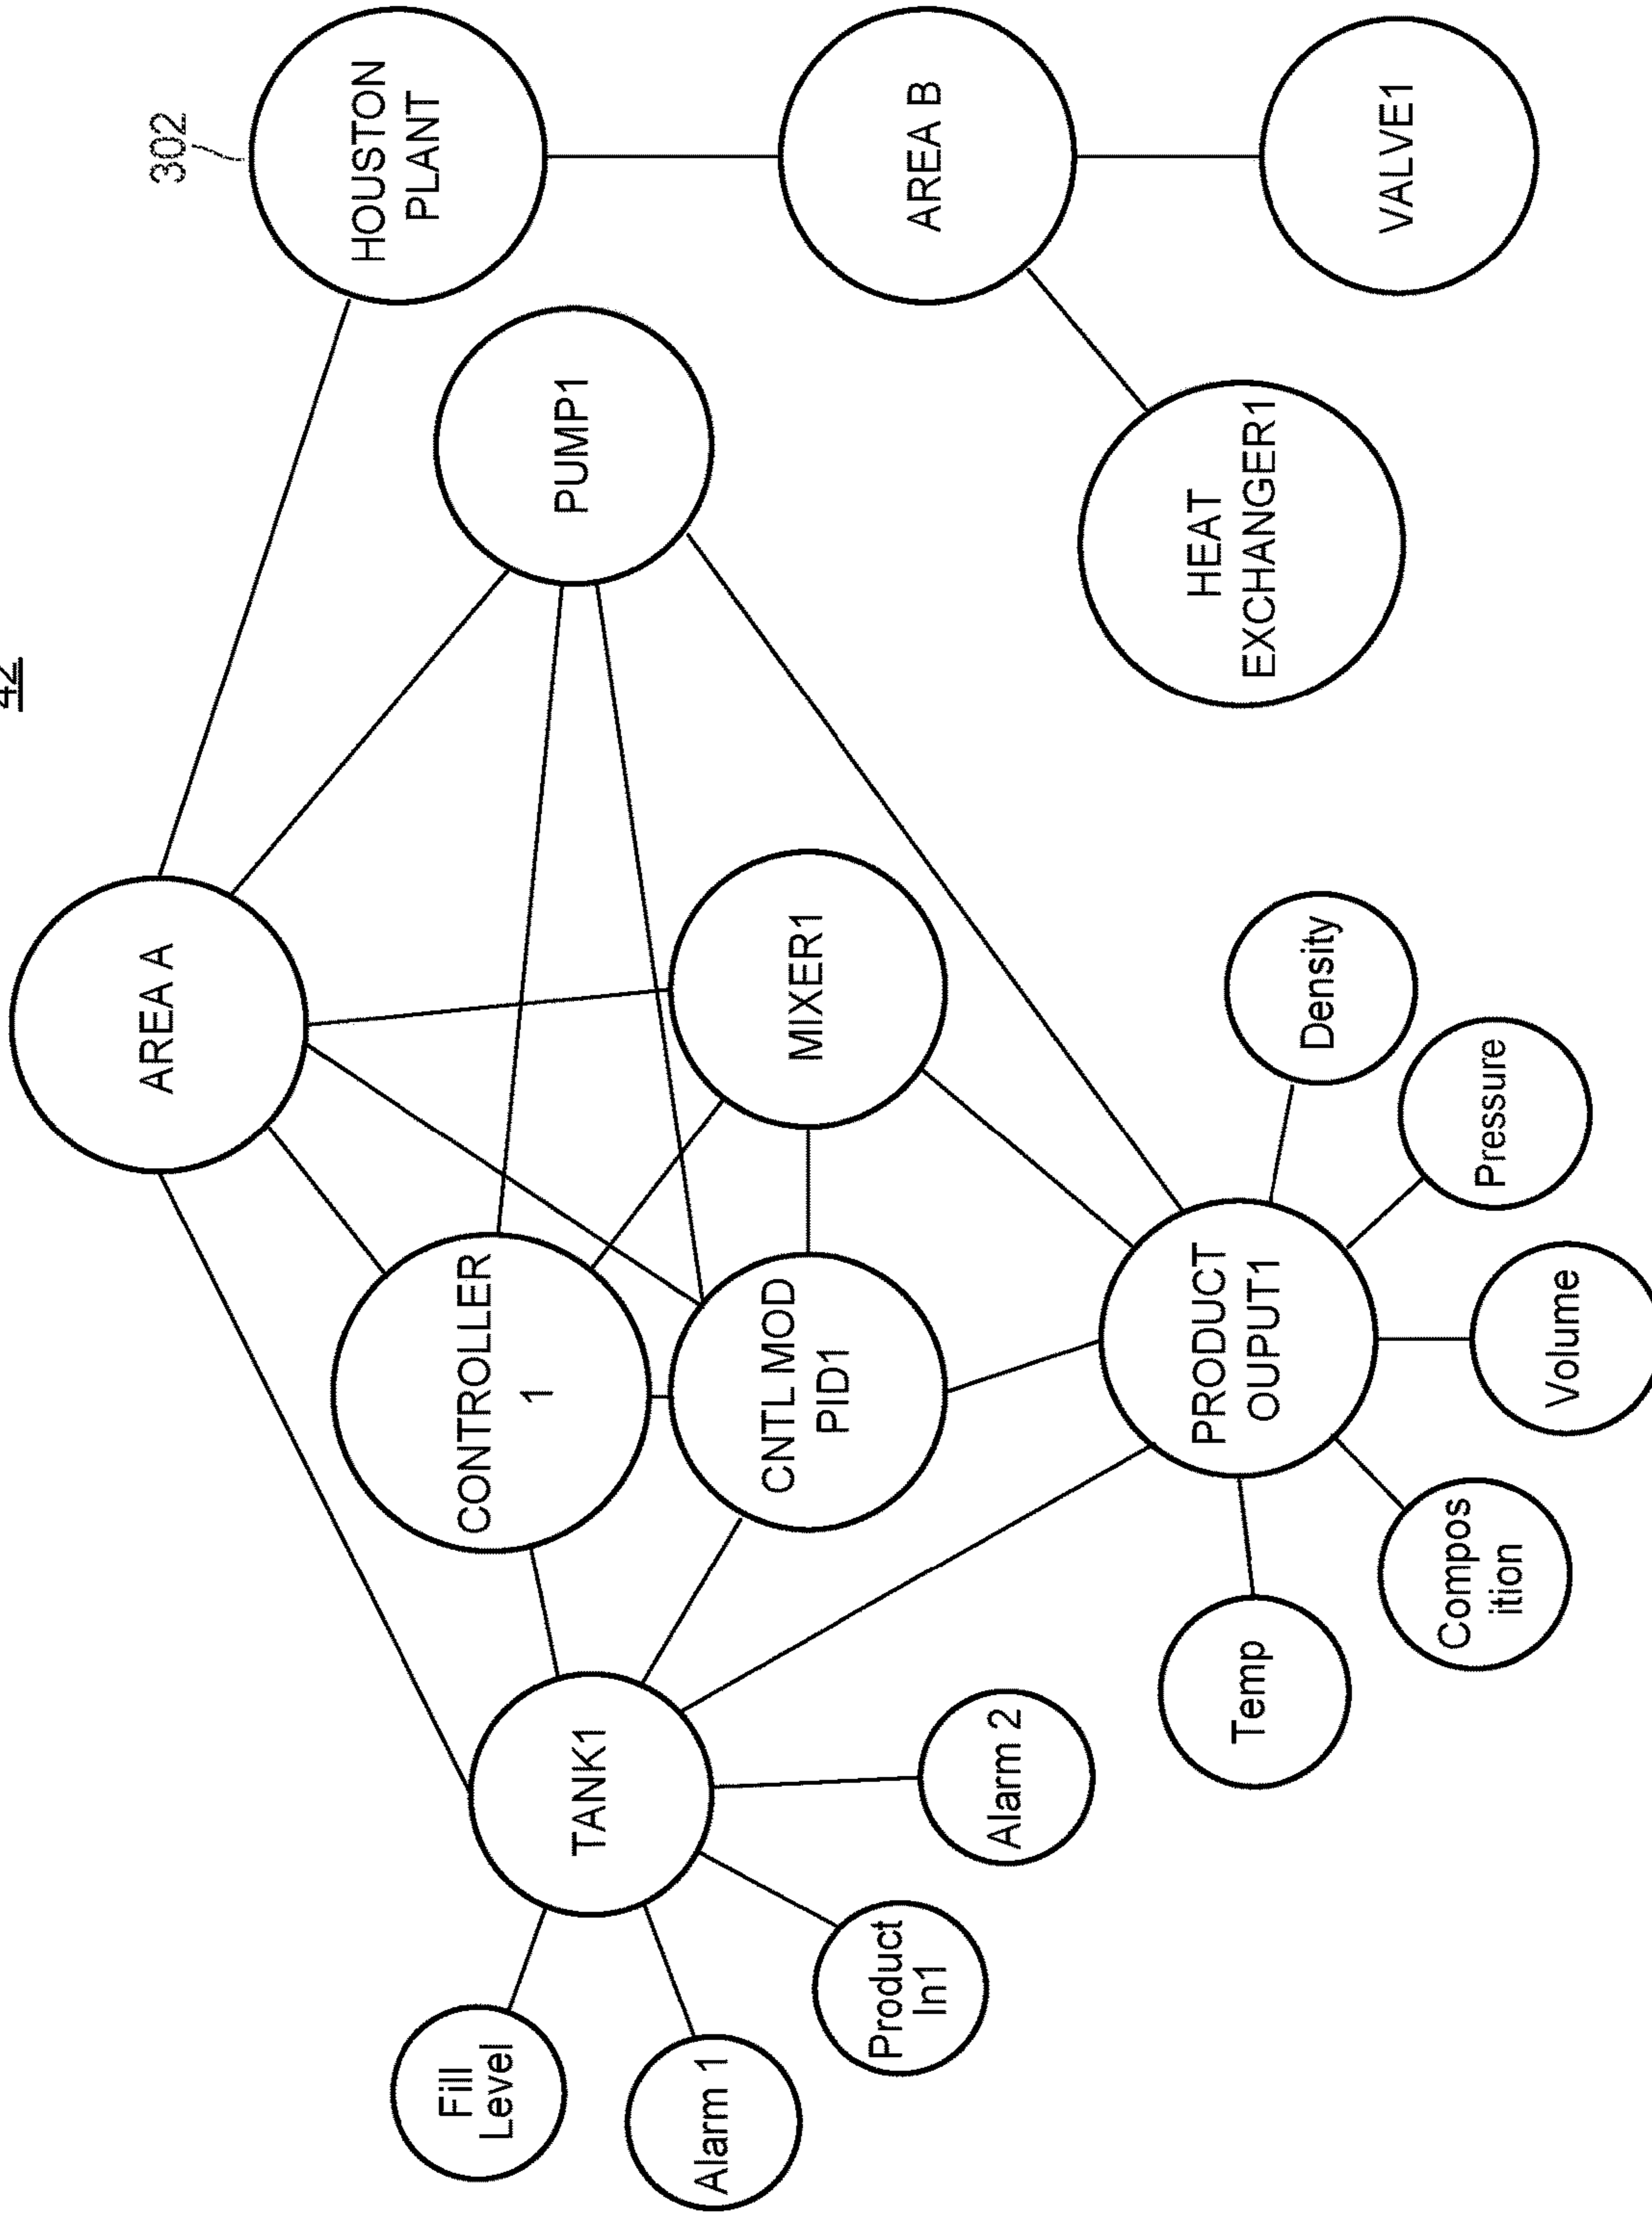 42
302
HOUSTON
PLANT
AREA A
PUMP1
AREA B
VALVE1
HEAT
EXCHANGER1
MIXER1
CONTROLLER
1
CNTL MOD
PID1
TANK1
PRODUCT
OUPUT1
Fill
Level
Alarm 1
Product
In1
Alarm 2
Temp
Compos
ition
Volume
Pressure
Density